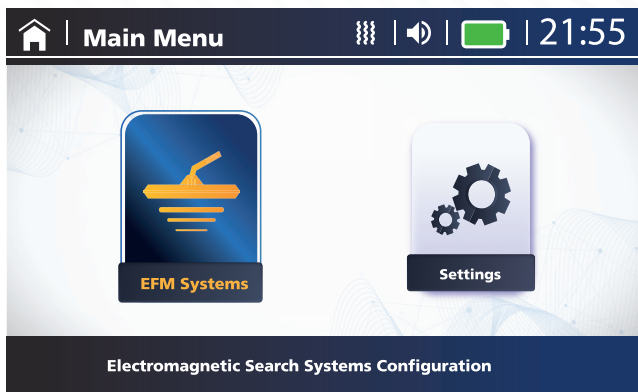 Main Menu
21:55
EFM Systems
Settings
Electromagnetic Search Systems Configuration